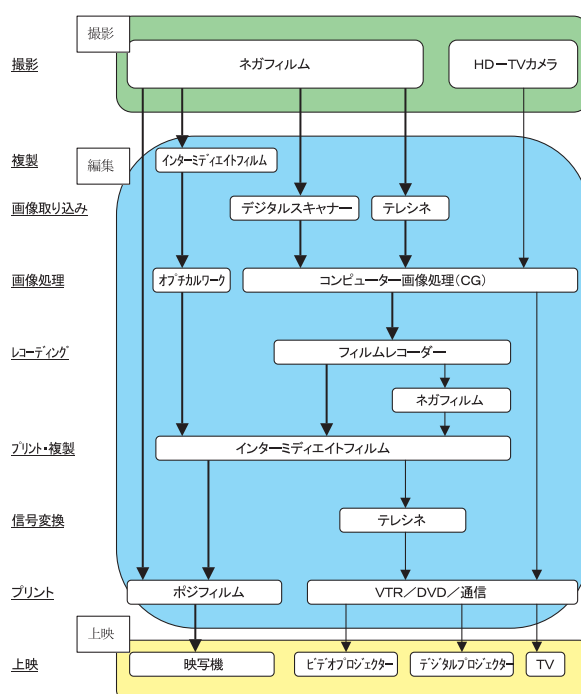 撮影
撮影
ネガフィルム
HDーTVカメラ
複製
編集
インターミディエイトフィルム
画像取り込み
デジタルスキャナー
テレシネ
画像処理
オプチカルワーク
コンピューター画像処理(CG)
レコーディング
フィルムレコーダー
ネガフィルム
プリント・複製
インターミディエイトフィルム
信号変換
テレシネ
プリント
ポジフィルム
VTR/DVD/通信
上映
上映
映写機
ビデオプロジェクター
デジタルプロジェクター
TV